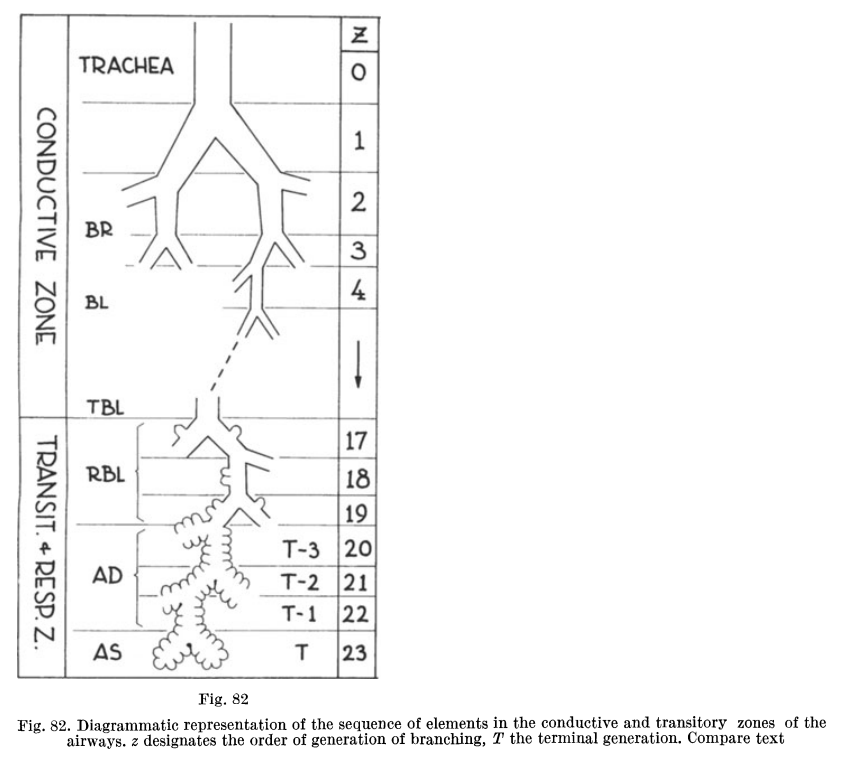 Z
TRACHEA
0
CONDUCTIVE ZONE
1
2
BR
3
4
BL
TBL
TRANSIT. & RESP. Z.
17
RBL
18
19
T-3 20
AD
T-2 21
T-1 22
AS T 23
Fig. 82
Fig. 82. Diagrammatic representation of the sequence of elements in the conductive and transitory zones of the
airways. z designates the order of generation of branching, T the terminal generation. Compare text